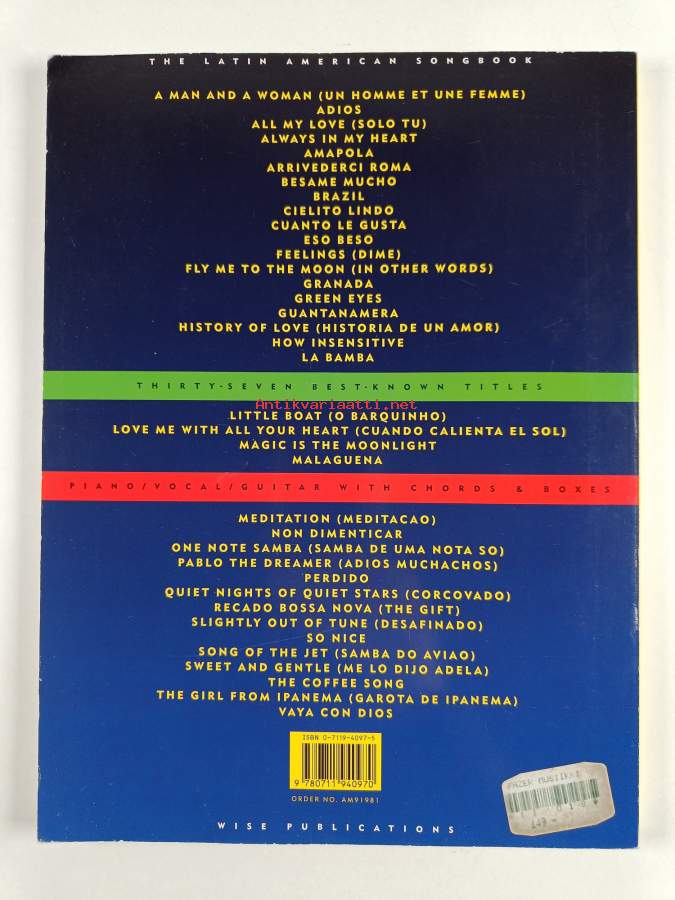 THE LATIN AMERICAN SONGBOOK
A MAN AND A WOMAN (UN HOMME ET UNE FEMME)
ADIOS
ALL MY LOVE (SOLO TU)
ALWAYS IN MY HEART
AMAPOLA
ARRIVEDERCI ROMA
BESAME MUCHO
BRAZIL
CIELITO LINDO
CUANTO LE GUSTA
ESO BESO
FEELINGS (DIME)
FLY ME TO THE MOON (IN OTHER WORDS)
GRANADA
GREEN EYES
GUANTANAMERA
HISTORY OF LOVE (HISTORIA DE UN AMOR)
HOW INSENSITIVE
LA BAMBA
THIRTY-SEVEN BEST-KNOWN TITLES
Antikvariaatti.net
LITTLE BOAT (O BARQUINHO)
LOVE ME WITH ALL YOUR HEART (CUANDO CALIENTA EL SOL)
MAGIC IS THE MOONLIGHT
MALAGUENA
PIANO/VOCAL/GUITAR WITH CHORDS & BOXES
MEDITATION (MEDITACAO)
NON DIMENTICAR
ONE NOTE SAMBA (SAMBA DE UMA NOTA SO)
PABLO THE DREAMER (ADIOS MUCHACHOS)
PERDIDO
QUIET NIGHTS OF QUIET STARS (CORCOVADO)
RECADO BOSSA NOVA (THE GIFT)
SLIGHTLY OUT OF TUNE (DESAFINADO)
SO NICE
SONG OF THE JET (SAMBA DO AVIAO)
SWEET AND GENTLE (ME LO DIJO ADELA)
THE COFFEE SONG
THE GIRL FROM IPANEMA (GAROTA DE IPANEMA)
VAYA CON DIOS
ISBN 0-7119-4097-5
9 780711 940970
ORDER NO. AM91981
FAZER MUSIIKKI
WISE PUBLICATIONS